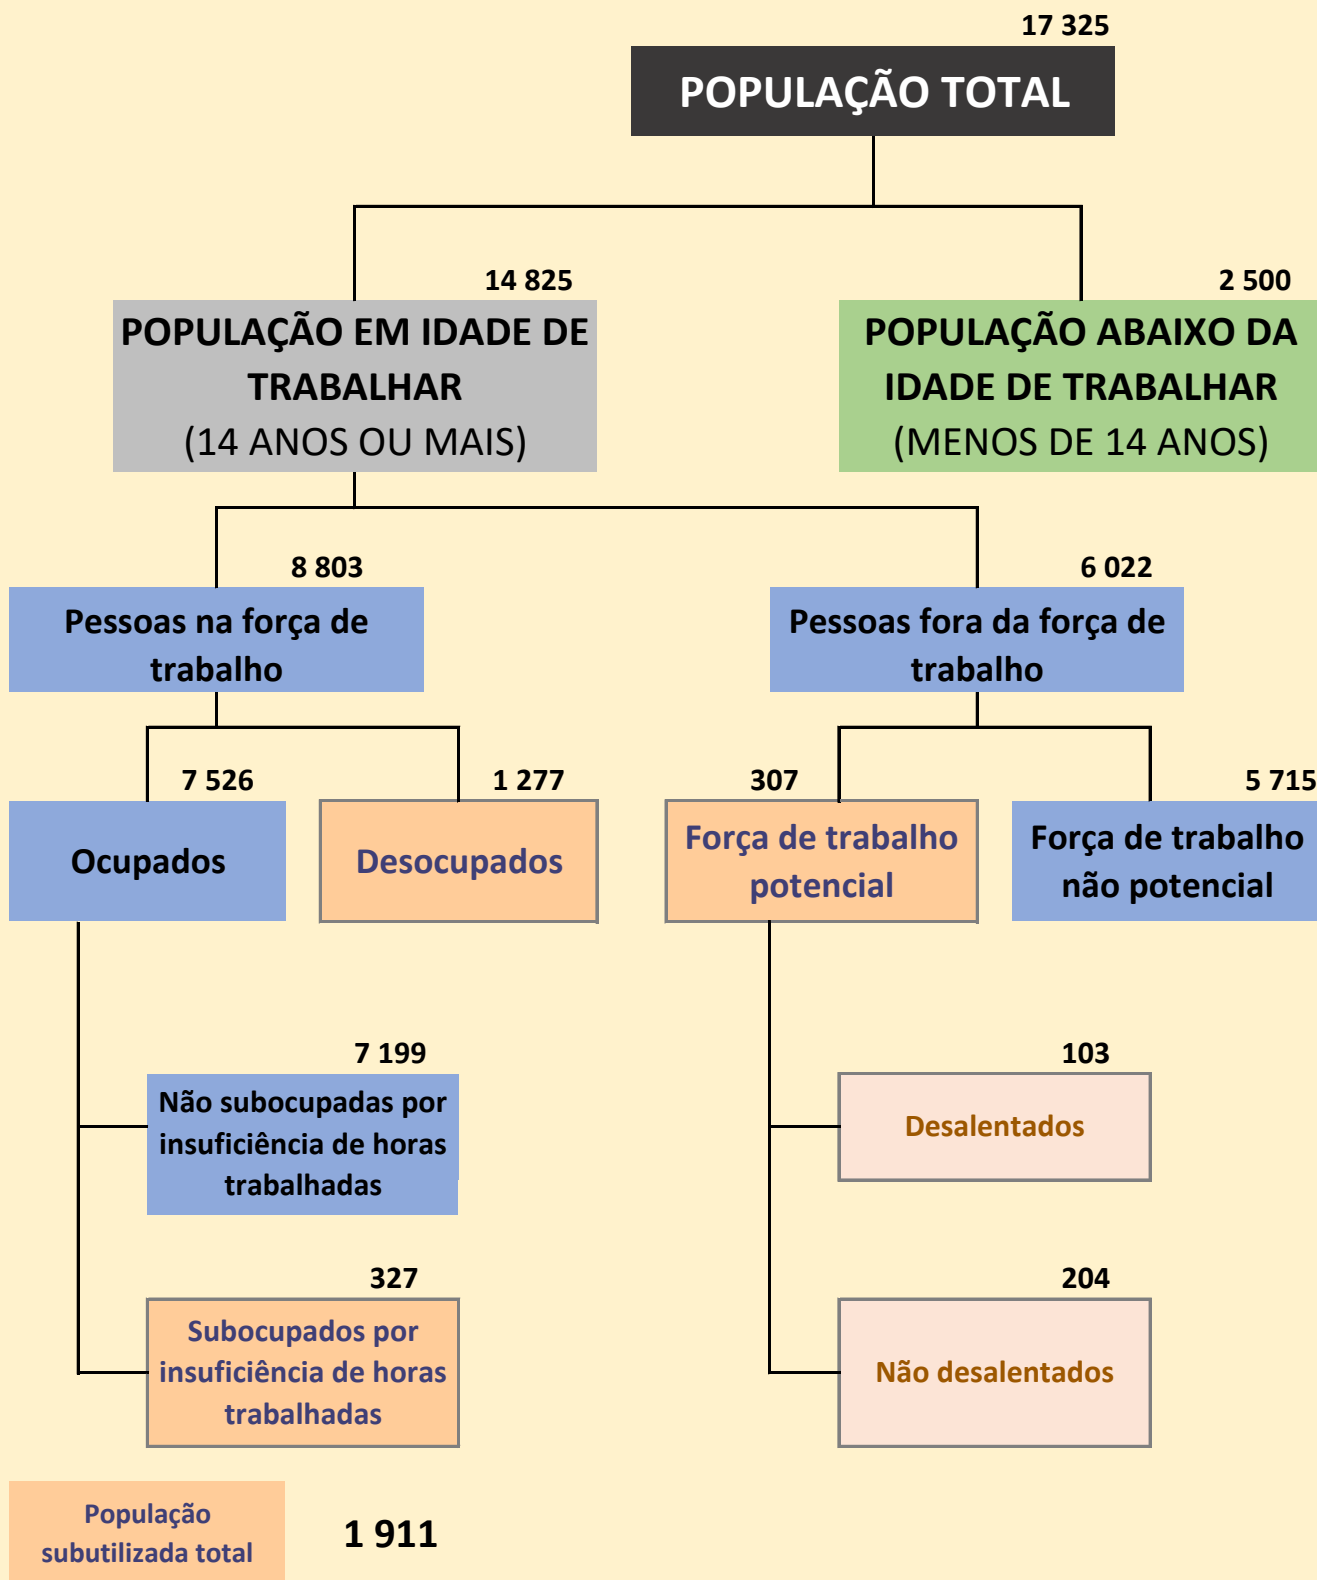 17 325
POPULAÇÃO TOTAL
14 825
POPULAÇÃO EM IDADE DE
TRABALHAR
(14 ANOS OU MAIS)
2 500
POPULAÇÃO ABAIXO DA
IDADE DE TRABALHAR
(MENOS DE 14 ANOS)
8 803
Pessoas na força de
trabalho
6 022
Pessoas fora da força de
trabalho
7 526
Ocupados
1 277
Desocupados
307
Força de trabalho
potencial
5 715
Força de trabalho
não potencial
7 199
Não subocupadas por
insuficiência de horas
trabalhadas
103
Desalentados
327
Subocupados por
insuficiência de horas
trabalhadas
204
Não desalentados
População
subutilizada total
1 911